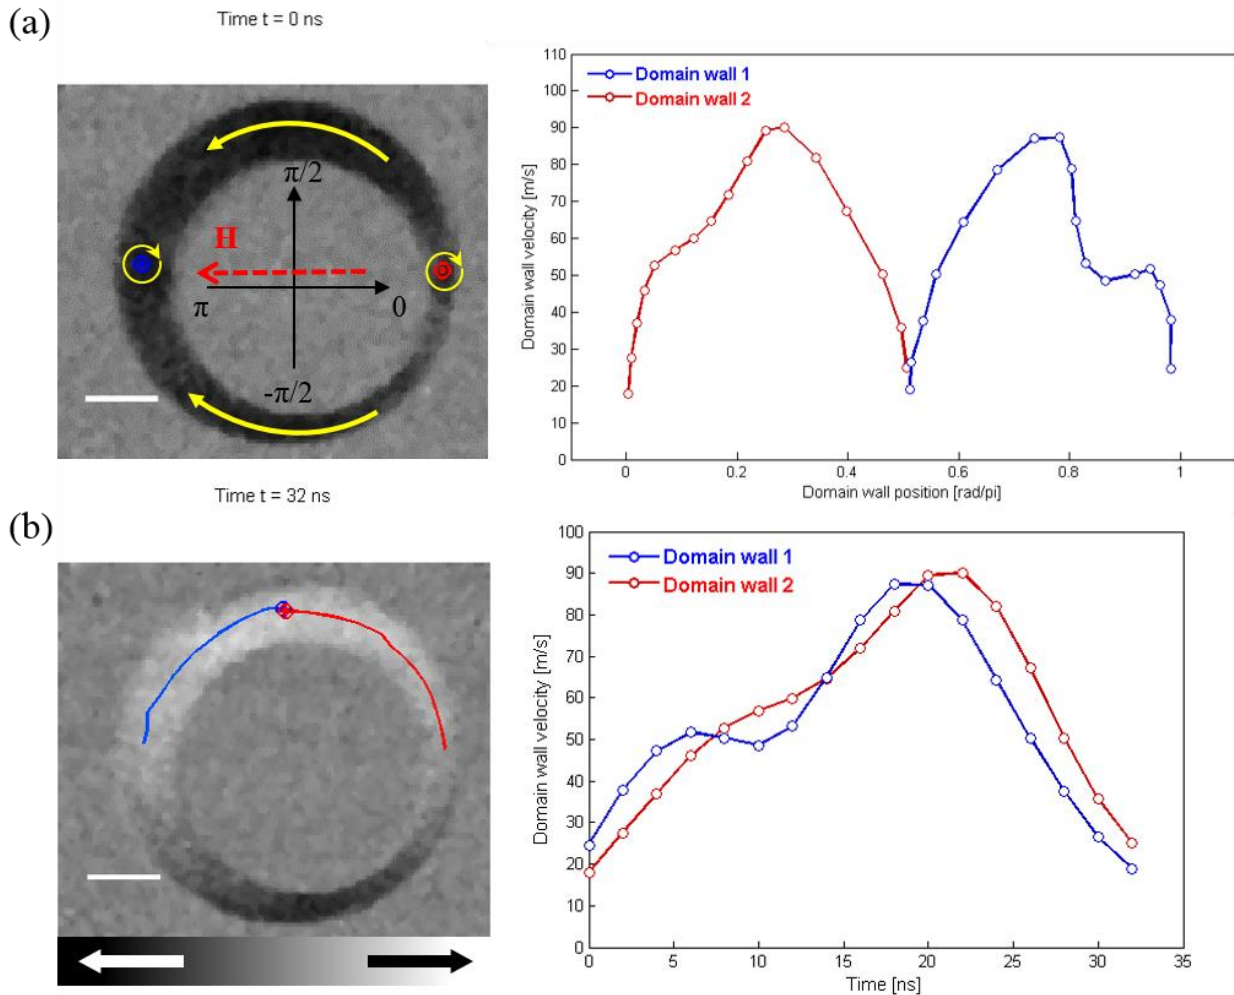 (a)
Time t = 0 ns
π/2
H
π
0
-π/2
110
100
90
80
70
60
50
40
30
20
10
0
Domain wall velocity [m/s]
Domain wall 1
Domain wall 2
0 0.2 0.4 0.6 0.8 1
Domain wall position [rad/pi]
(b)
Time t = 32 ns
100
90
80
70
60
50
40
30
20
10
0
Domain wall velocity [m/s]
Domain wall 1
Domain wall 2
0 5 10 15 20 25 30 35
Time [ns]